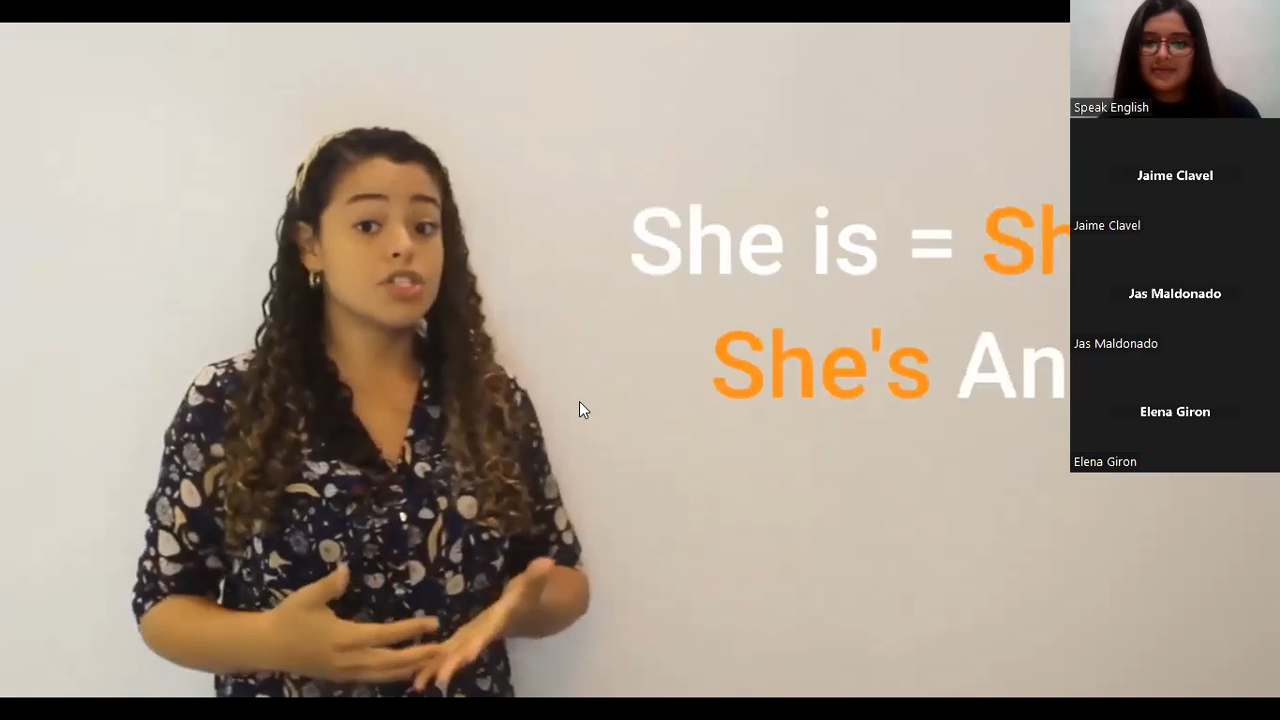 She is = Sh
She's An
Speak English
Jaime Clavel
Jaime Clavel
Jas Maldonado
Jas Maldonado
Elena Giron
Elena Giron